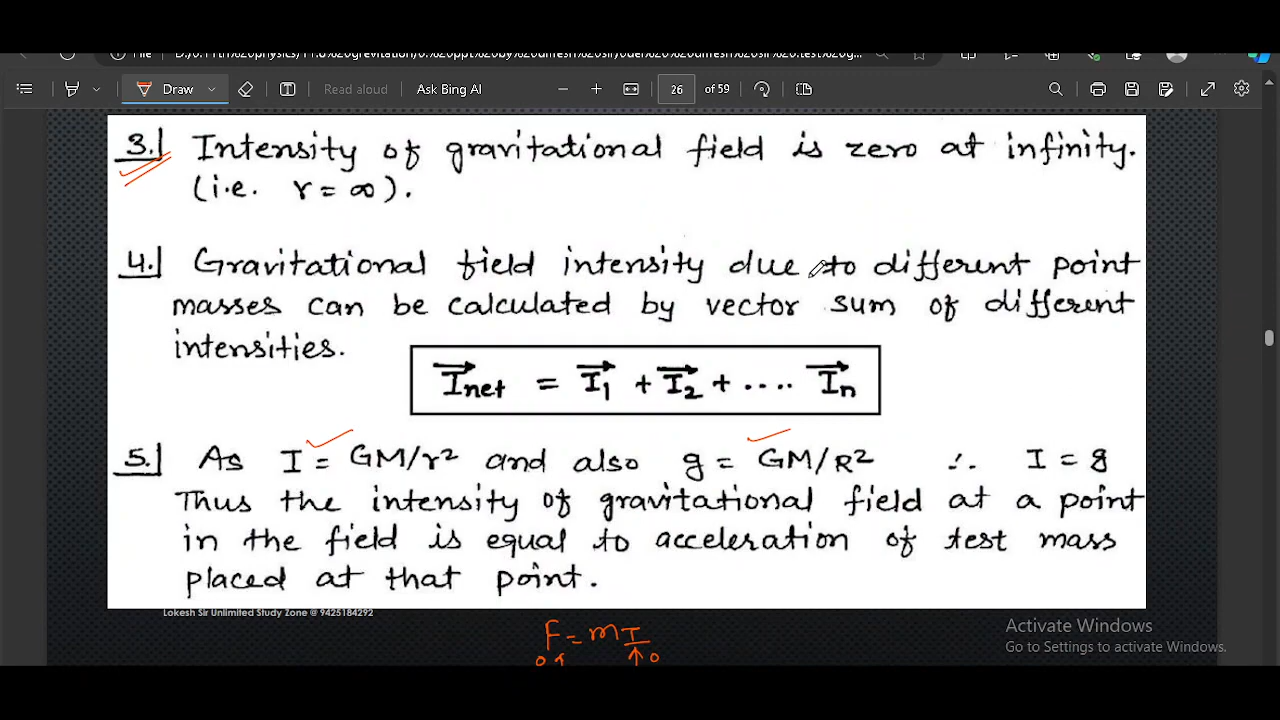 Draw
Read aloud
Ask Bing AI
26
of 59
3. Intensity of gravitational field is zero at infinity.
(i.e. r = ∞).
4. Gravitational field intensity due to different point
masses can be calculated by vector sum of different
intensities.
I⃗net = I⃗1 + I⃗2 + .... I⃗n
5. As I = GM/r² and also g = GM/R² ∴ I = g
Thus the intensity of gravitational field at a point
in the field is equal to acceleration of test mass
placed at that point.
Lokesh Sir Unlimited Study Zone @ 9425184292
F = mI
Activate Windows
Go to Settings to activate Windows.